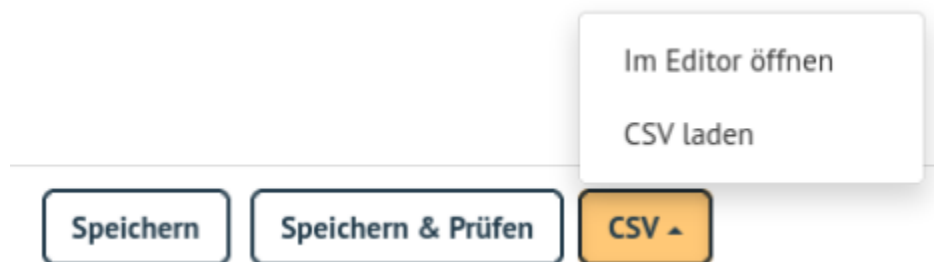 Im Editor öffnen
CSV laden
Speichern
Speichern & Prüfen
CSV